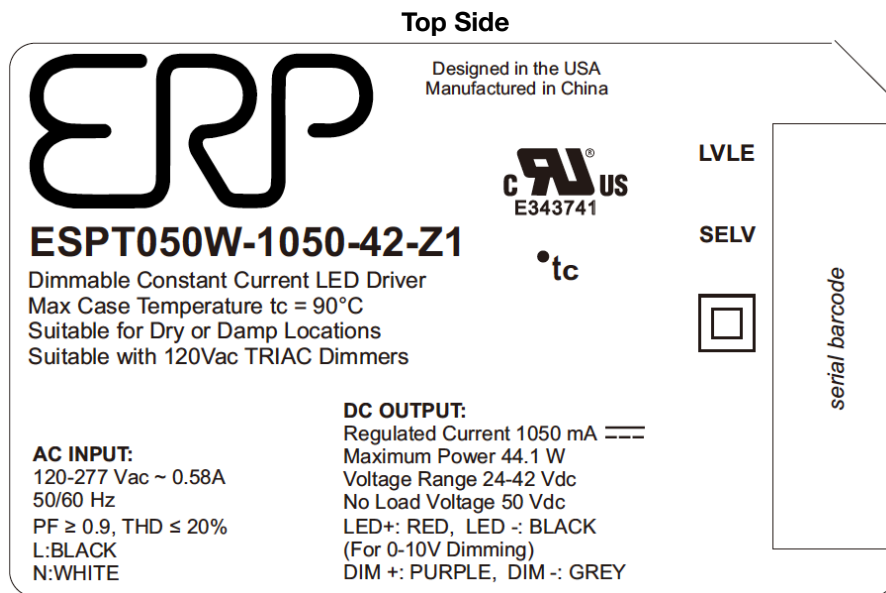 Top Side
ERP
Designed in the USA
Manufactured in China
C RU® US
E343741
LVLE
SELV
ESPT050W-1050-42-Z1
•tc
Dimmable Constant Current LED Driver
Max Case Temperature tc = 90°C
Suitable for Dry or Damp Locations
Suitable with 120Vac TRIAC Dimmers
serial barcode
AC INPUT:
120-277 Vac ~ 0.58A
50/60 Hz
PF ≥ 0.9, THD ≤ 20%
L:BLACK
N:WHITE
DC OUTPUT:
Regulated Current 1050 mA
Maximum Power 44.1 W
Voltage Range 24-42 Vdc
No Load Voltage 50 Vdc
LED+: RED, LED -: BLACK
(For 0-10V Dimming)
DIM +: PURPLE, DIM -: GREY